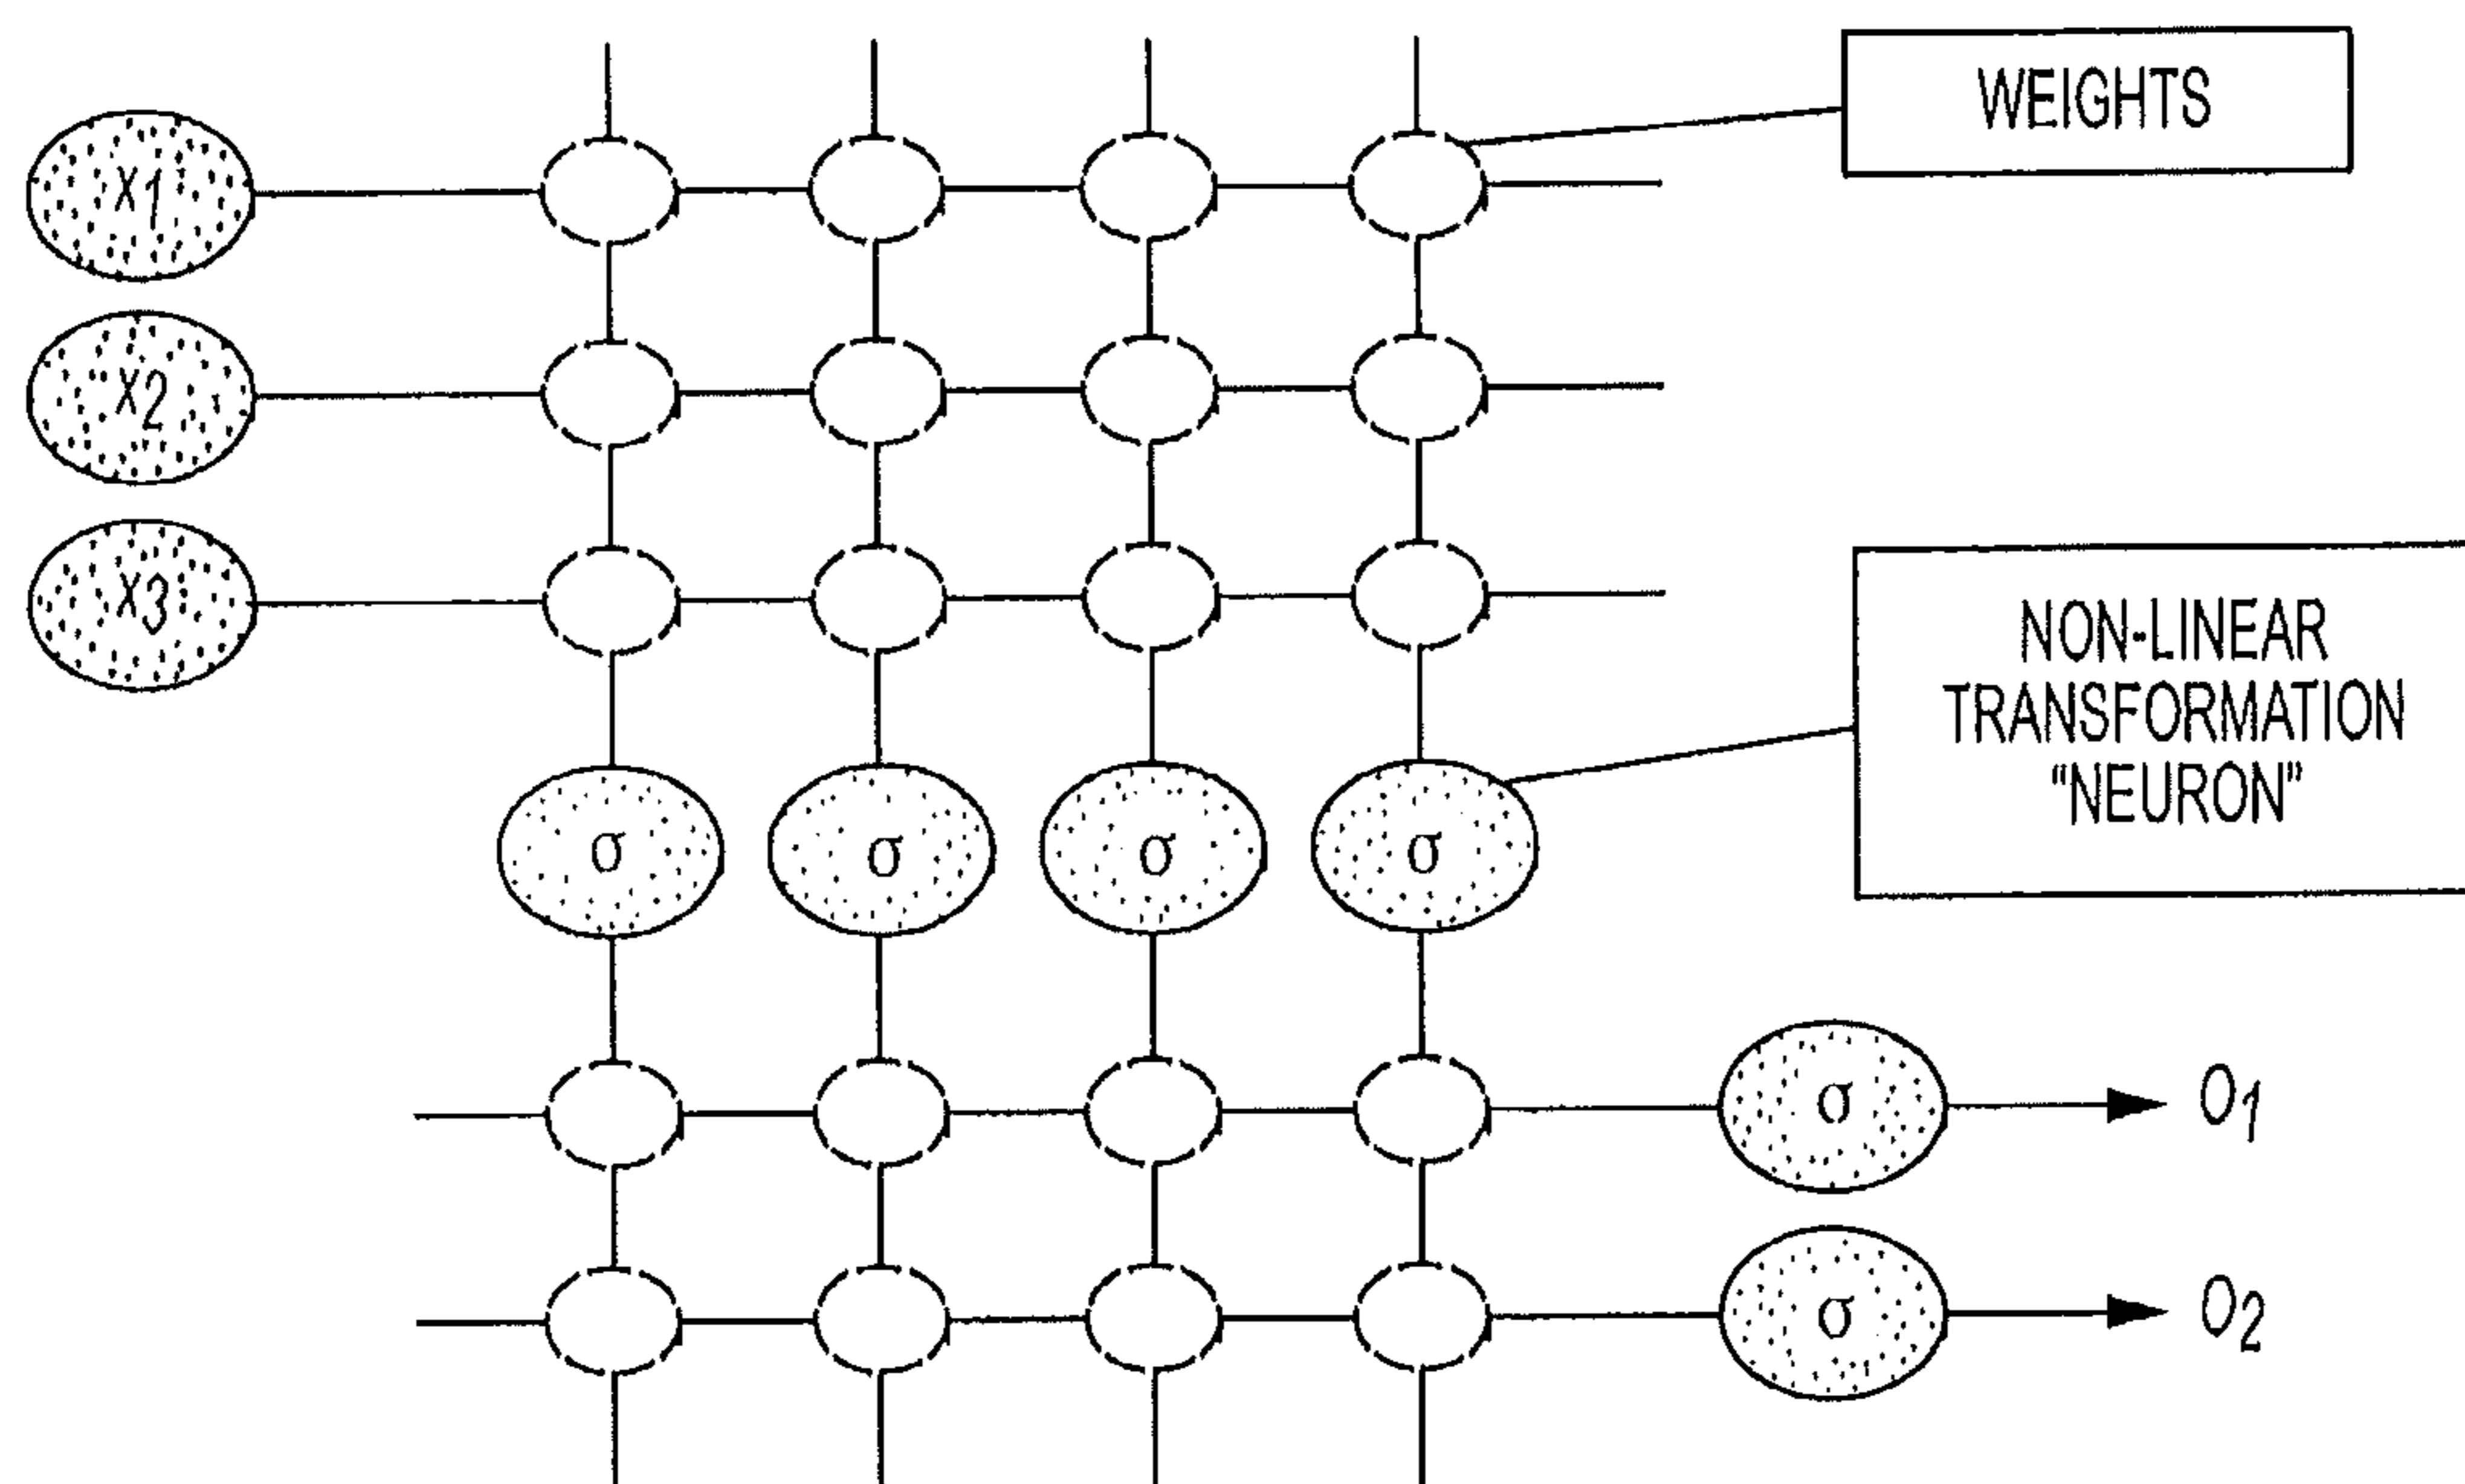 WEIGHTS
X1
X2
X3
NON-LINEAR
TRANSFORMATION
"NEURON"
σ σ σ σ
σ O1
σ O2